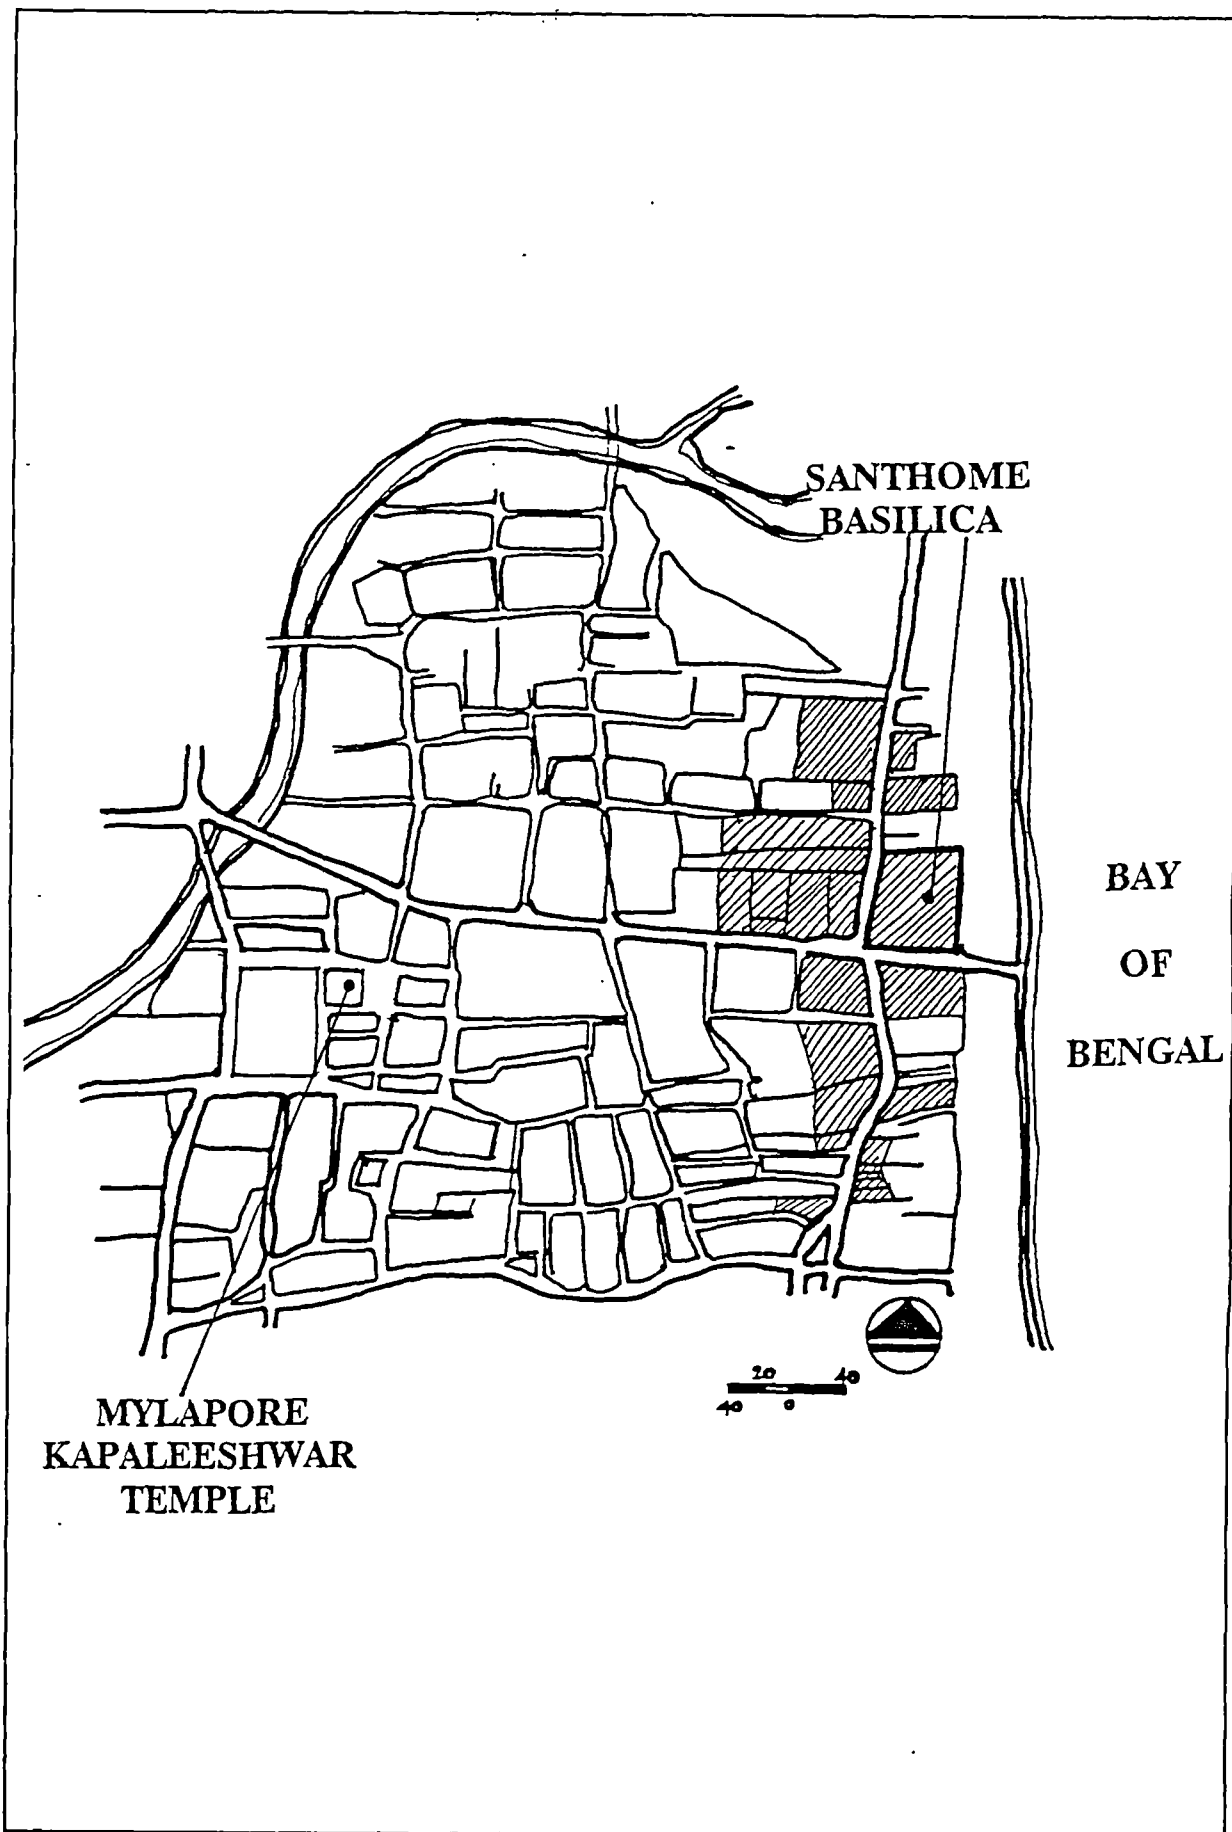 SANTHOME
BASILICA
BAY
OF
BENGAL
20 40
40 0
MYLAPORE
KAPALEESHWAR
TEMPLE